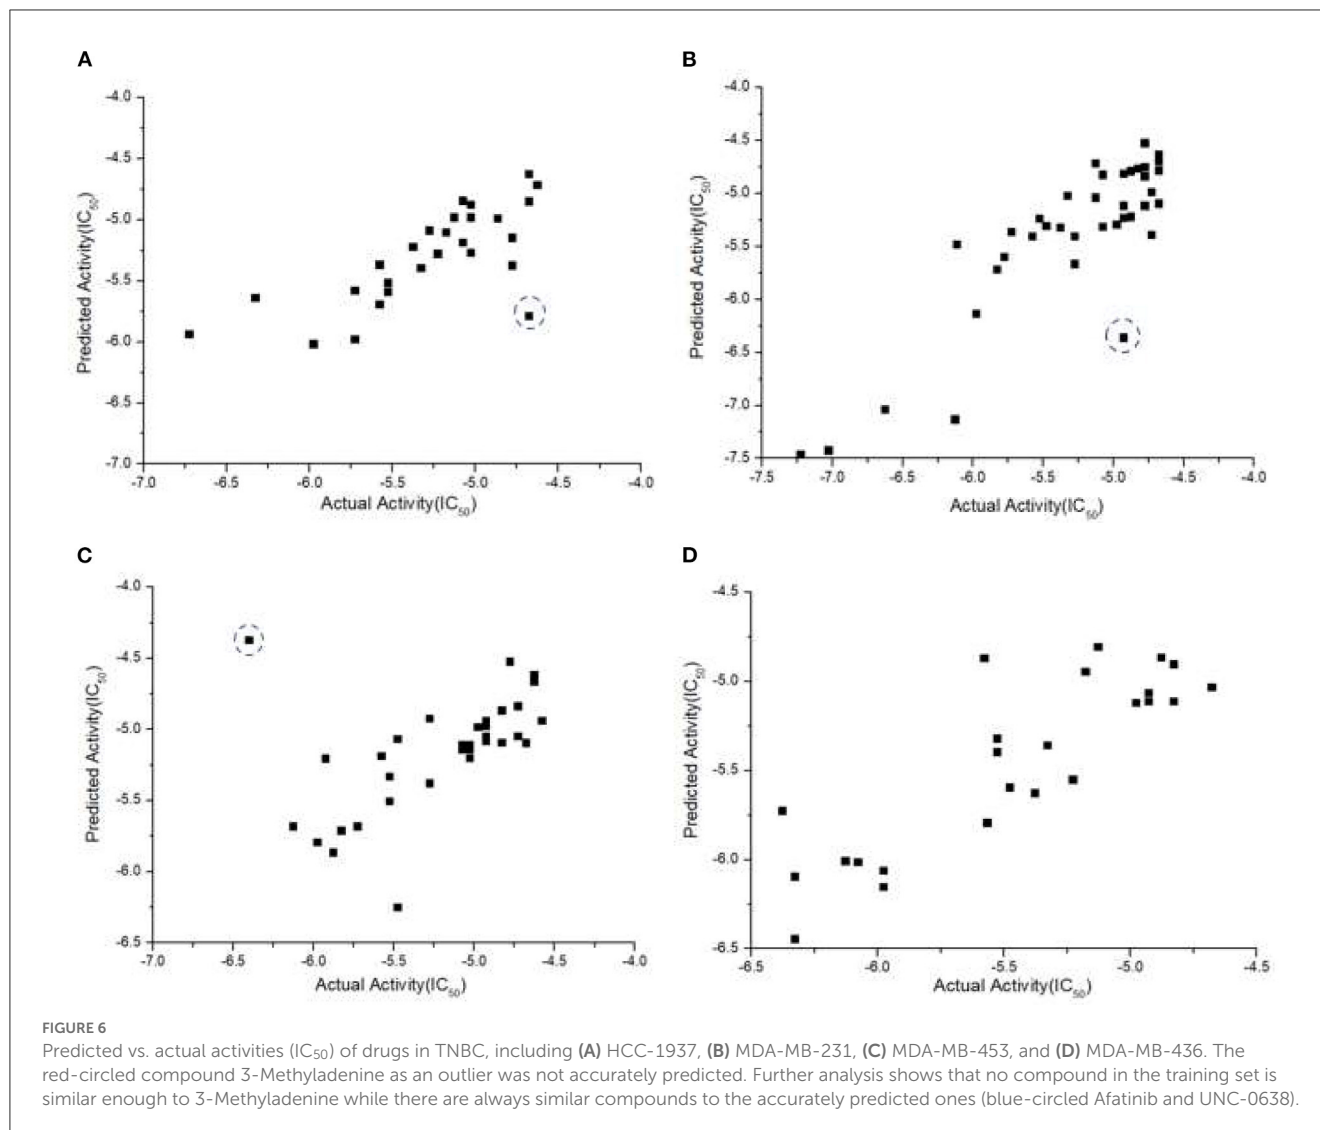 A
-4.0
-4.5
-5.0
-5.5
-6.0
-6.5
-7.0
Predicted Activity(IC50)
-7.0 -6.5 -6.0 -5.5 -5.0 -4.5 -4.0
Actual Activity(IC50)
B
-4.0
-4.5
-5.0
-5.5
-6.0
-6.5
-7.0
-7.5
Predicted Activity(IC50)
-7.5 -7.0 -6.5 -6.0 -5.5 -5.0 -4.5 -4.0
Actual Activity(IC50)
C
-4.0
-4.5
-5.0
-5.5
-6.0
-6.5
Predicted Activity(IC50)
-7.0 -6.5 -6.0 -5.5 -5.0 -4.5 -4.0
Actual Activity(IC50)
D
-4.5
-5.0
-5.5
-6.0
-6.5
Predicted Activity(IC50)
-6.5 -6.0 -5.5 -5.0 -4.5
Actual Activity(IC50)
FIGURE 6
Predicted vs. actual activities (IC50) of drugs in TNBC, including (A) HCC-1937, (B) MDA-MB-231, (C) MDA-MB-453, and (D) MDA-MB-436. The
red-circled compound 3-Methyladenine as an outlier was not accurately predicted. Further analysis shows that no compound in the training set is
similar enough to 3-Methyladenine while there are always similar compounds to the accurately predicted ones (blue-circled Afatinib and UNC-0638).